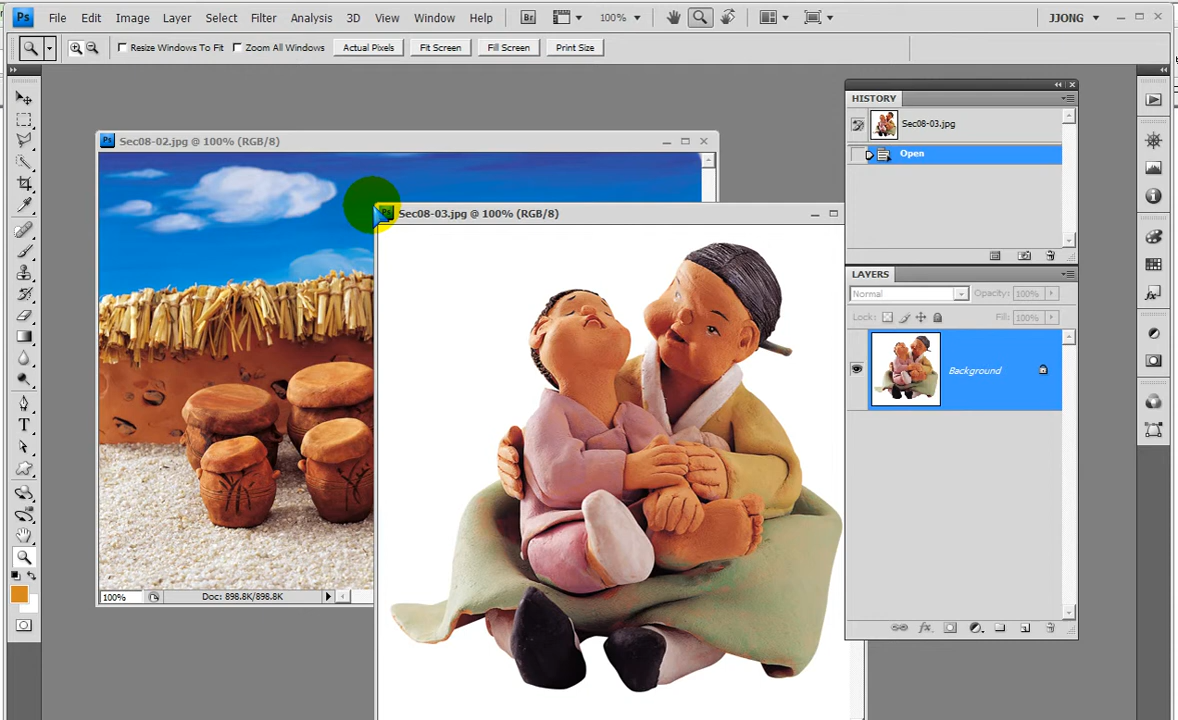 Ps File Edit Image Layer Select Filter Analysis 3D View Window Help Br 100% JJONG
Resize Windows To Fit Zoom All Windows Actual Pixels Fit Screen Fill Screen Print Size
HISTORY
Sec08-03.jpg
Open
Ps Sec08-02.jpg @ 100% (RGB/8)
Ps Sec08-03.jpg @ 100% (RGB/8)
LAYERS
Normal Opacity: 100%
Lock: Fill: 100%
Background
T
100% Doc: 898.8K/898.8K
fx